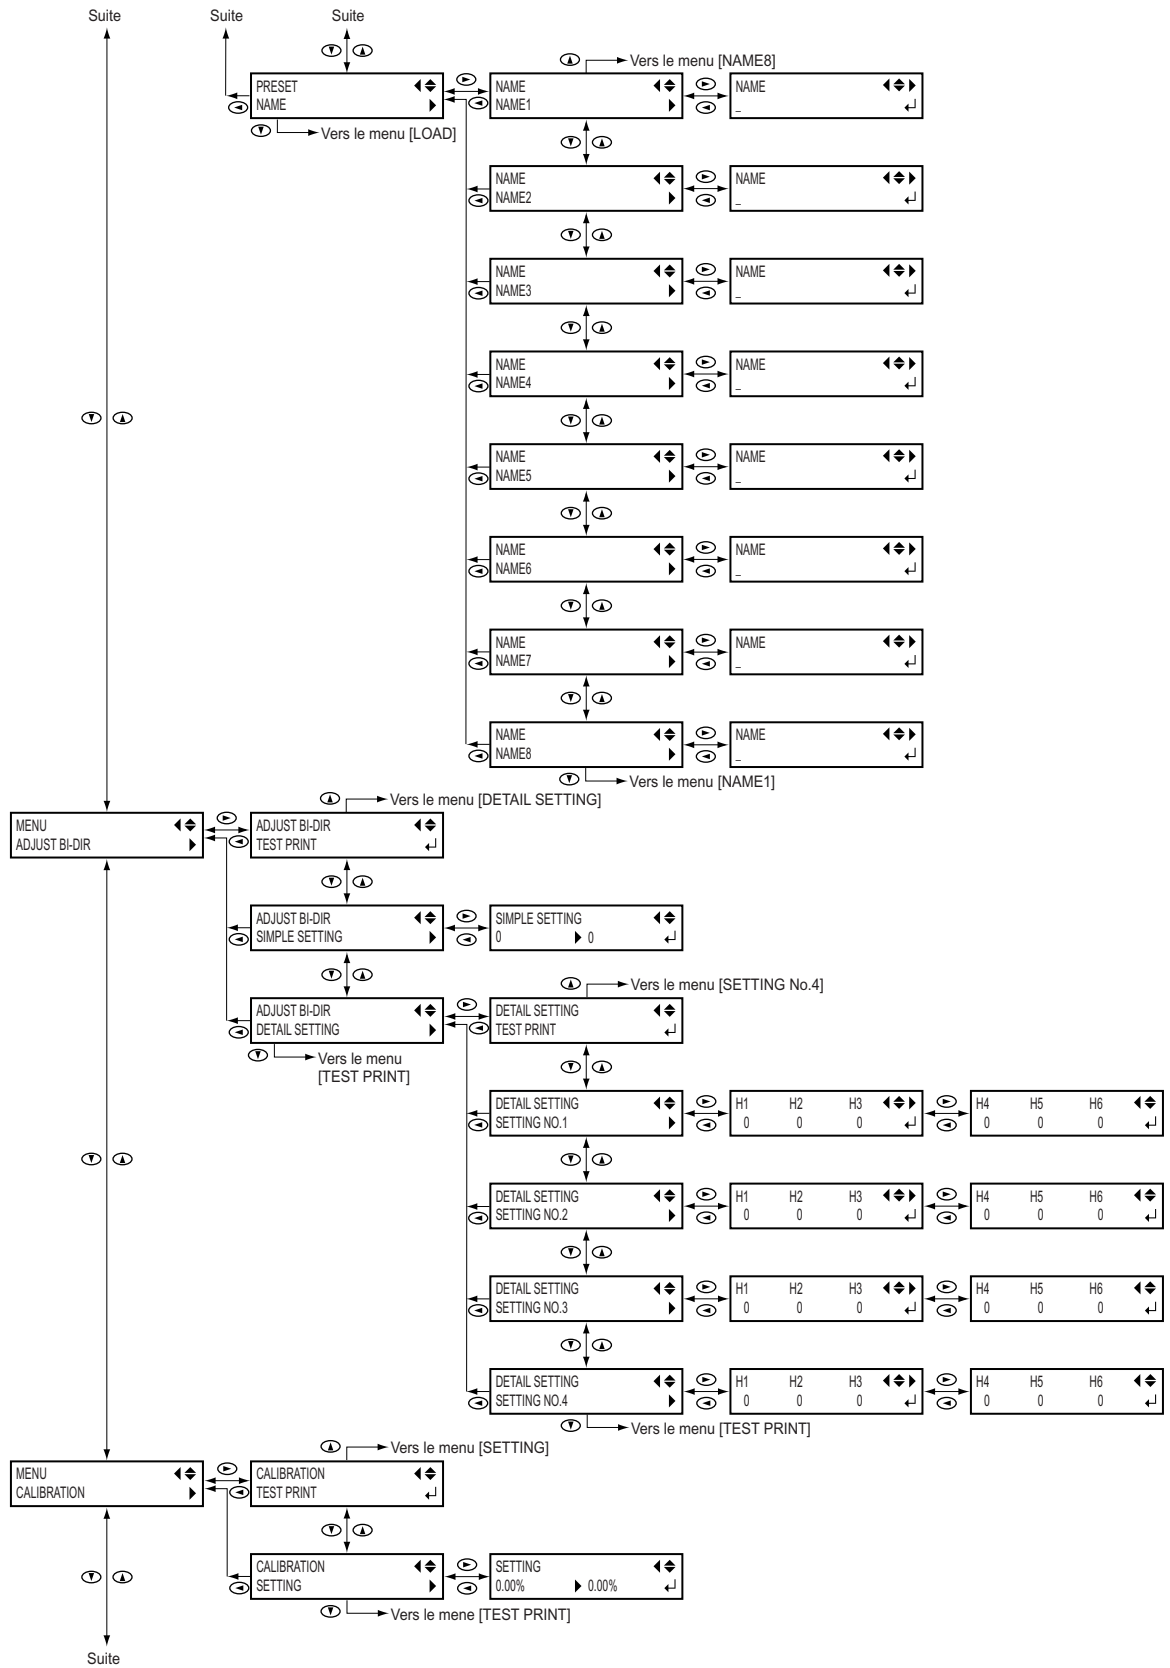 Suite Suite Suite
Vers le menu [NAME8]
PRESET
NAME
NAME
NAME1
NAME
_
Vers le menu [LOAD]
NAME
NAME2
NAME
_
NAME
NAME3
NAME
_
NAME
NAME4
NAME
_
NAME
NAME5
NAME
_
NAME
NAME6
NAME
_
NAME
NAME7
NAME
_
NAME
NAME8
NAME
_
Vers le menu [NAME1]
Vers le menu [DETAIL SETTING]
MENU
ADJUST BI-DIR
ADJUST BI-DIR
TEST PRINT
ADJUST BI-DIR
SIMPLE SETTING
SIMPLE SETTING
0 0
Vers le menu [SETTING No.4]
ADJUST BI-DIR
DETAIL SETTING
DETAIL SETTING
TEST PRINT
Vers le menu
[TEST PRINT]
DETAIL SETTING
SETTING NO.1
H1 H2 H3
0 0 0
H4 H5 H6
0 0 0
DETAIL SETTING
SETTING NO.2
H1 H2 H3
0 0 0
H4 H5 H6
0 0 0
DETAIL SETTING
SETTING NO.3
H1 H2 H3
0 0 0
H4 H5 H6
0 0 0
DETAIL SETTING
SETTING NO.4
H1 H2 H3
0 0 0
H4 H5 H6
0 0 0
Vers le menu [TEST PRINT]
Vers le menu [SETTING]
MENU
CALIBRATION
CALIBRATION
TEST PRINT
CALIBRATION
SETTING
SETTING
0.00% 0.00%
Vers le mene [TEST PRINT]
Suite